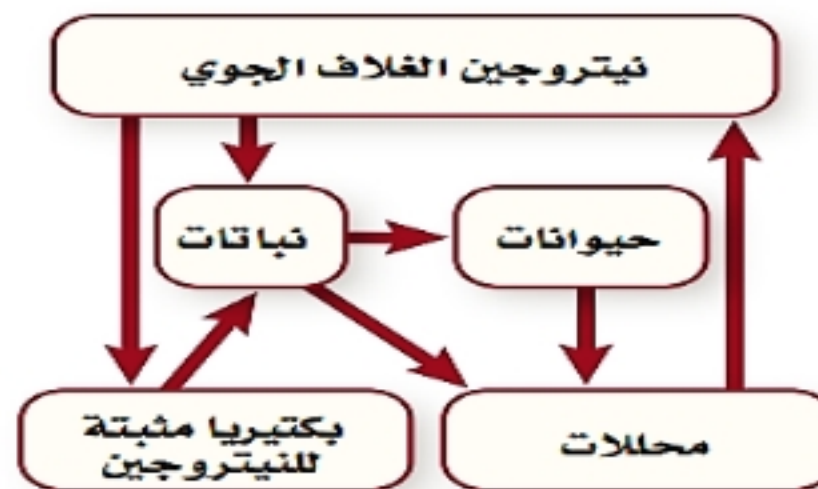 نيتروجين الغلاف الجوي
نباتات
حيوانات
بكتيريا مثبتة
للنيتروجين
محللات